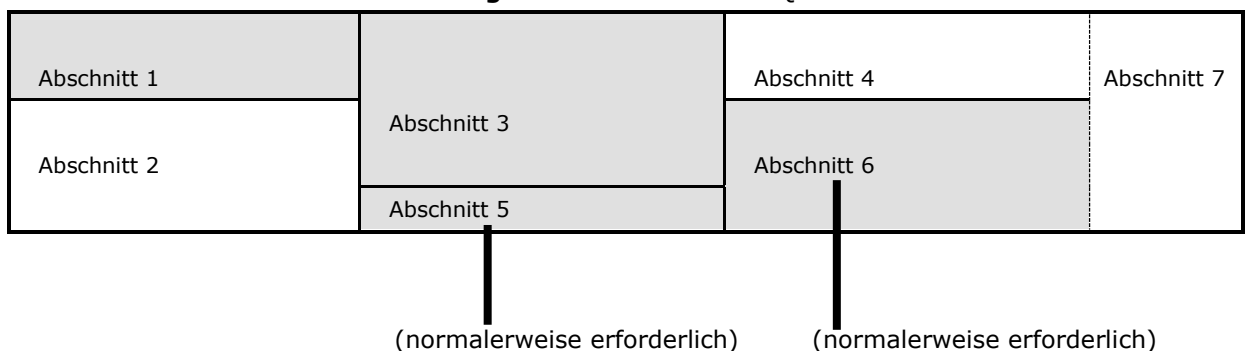 Abschnitt 1
Abschnitt 2
Abschnitt 3
Abschnitt 5
Abschnitt 4
Abschnitt 6
Abschnitt 7
(normalerweise erforderlich)
(normalerweise erforderlich)